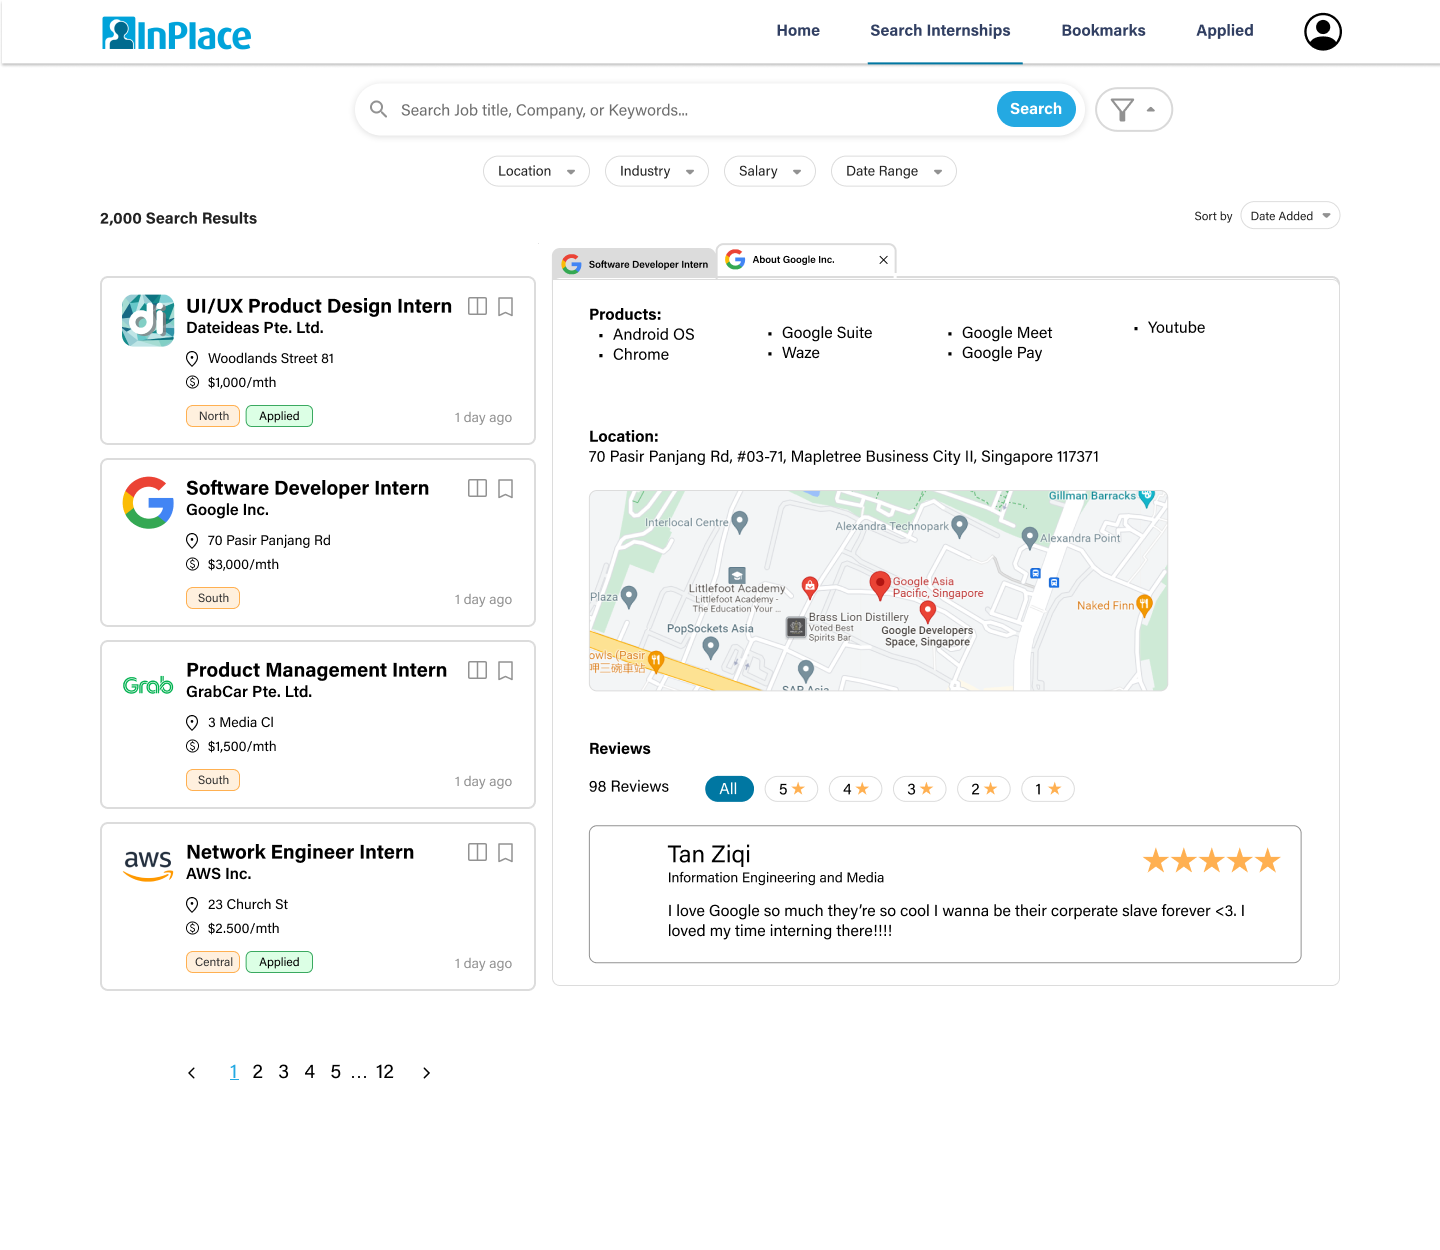 InPlace
Home
Search Internships
Bookmarks
Applied
Search Job title, Company, or Keywords...
Search
Location
Industry
Salary
Date Range
2,000 Search Results
Sort by
Date Added
UI/UX Product Design Intern
Dateideas Pte. Ltd.
Woodlands Street 81
$1,000/mth
North
Applied
1 day ago
di
Software Developer Intern
Google Inc.
70 Pasir Panjang Rd
$3,000/mth
South
1 day ago
Grab
Product Management Intern
GrabCar Pte. Ltd.
3 Media Cl
$1,500/mth
South
1 day ago
aws
Network Engineer Intern
AWS Inc.
23 Church St
$2.500/mth
Central
Applied
1 day ago
< 1 2 3 4 5 ... 12 >
Software Developer Intern
About Google Inc.
Products:
Android OS
Chrome
Google Suite
Waze
Google Meet
Google Pay
Youtube
Location:
70 Pasir Panjang Rd, #03-71, Mapletree Business City II, Singapore 117371
Gillman Barracks
Interlocal Centre
Alexandra Technopark
Alexandra Point
Littlefoot Academy
Littlefoot Academy -
The Education Your ...
Google Asia
Pacific, Singapore
Plaza
Naked Finn
Brass Lion Distillery
Voted Best
Spirits Bar
PopSockets Asia
Google Developers
Space, Singapore
owls (Pasir
呷三碗車站
SAP Asia
Reviews
98 Reviews
All
5
4
3
2
1
Tan Ziqi
Information Engineering and Media
I love Google so much they’re so cool I wanna be their corperate slave forever <3. I
loved my time interning there!!!!